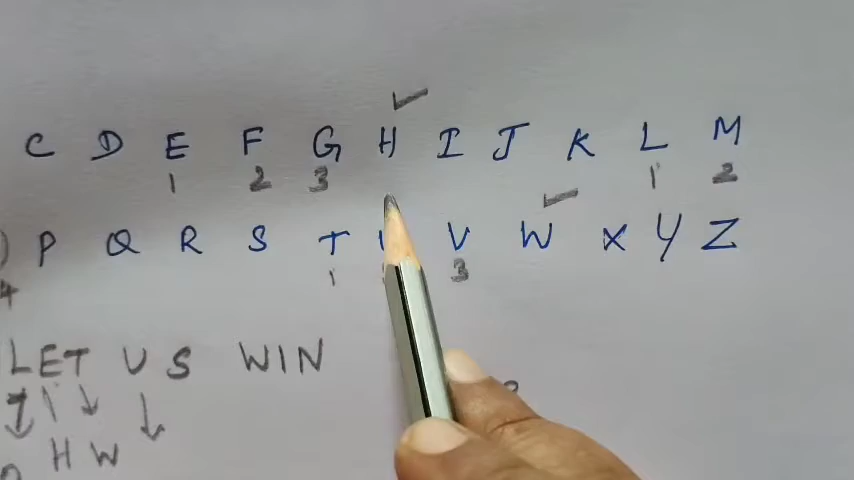 C D E F G H I J K L M
1 2 3 1 2
) P Q R S T V W X Y Z
4 1 3
LET US WIN
H W